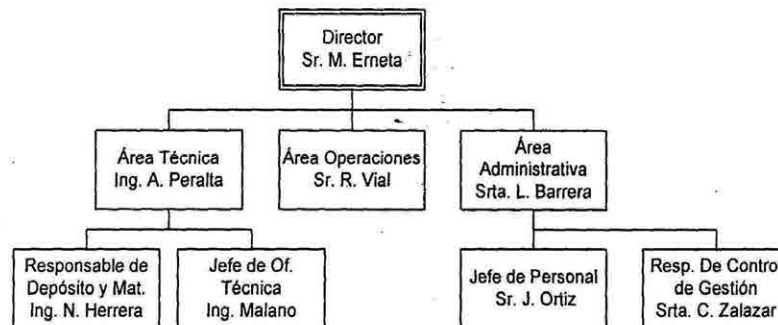 Director
Sr. M. Erneta
Área Técnica
Ing. A. Peralta
Área Operaciones
Sr. R. Vial
Área
Administrativa
Srta. L. Barrera
Responsable de
Depósito y Mat.
Ing. N. Herrera
Jefe de Of.
Técnica
Ing. Malano
Jefe de Personal
Sr. J. Ortiz
Resp. De Contro
de Gestión
Srta. C. Zalazar